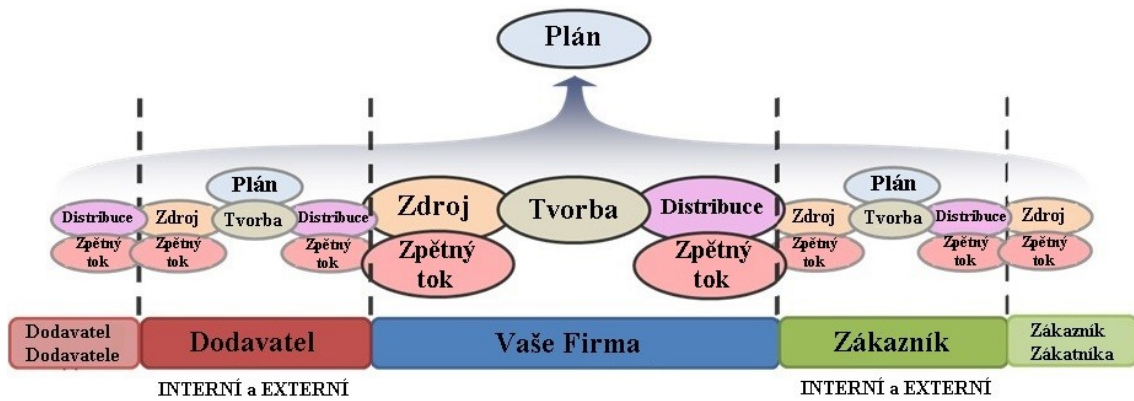 Plán
Plán
Plán
Distribuce
Zdroj
Tvorba
Distribuce
Zdroj
Tvorba
Distribuce
Zdroj
Tvorba
Distribuce
Zdroj
Zpětný
tok
Zpětný
tok
Zpětný
tok
Zpětný
tok
Zpětný
tok
Zpětný
tok
Zpětný
tok
Zpětný
tok
Dodavatel
Dodavatele
Dodavatel
Vaše Firma
Zákazník
Zákazník
Zákatníka
INTERNÍ a EXTERNÍ
INTERNÍ a EXTERNÍ